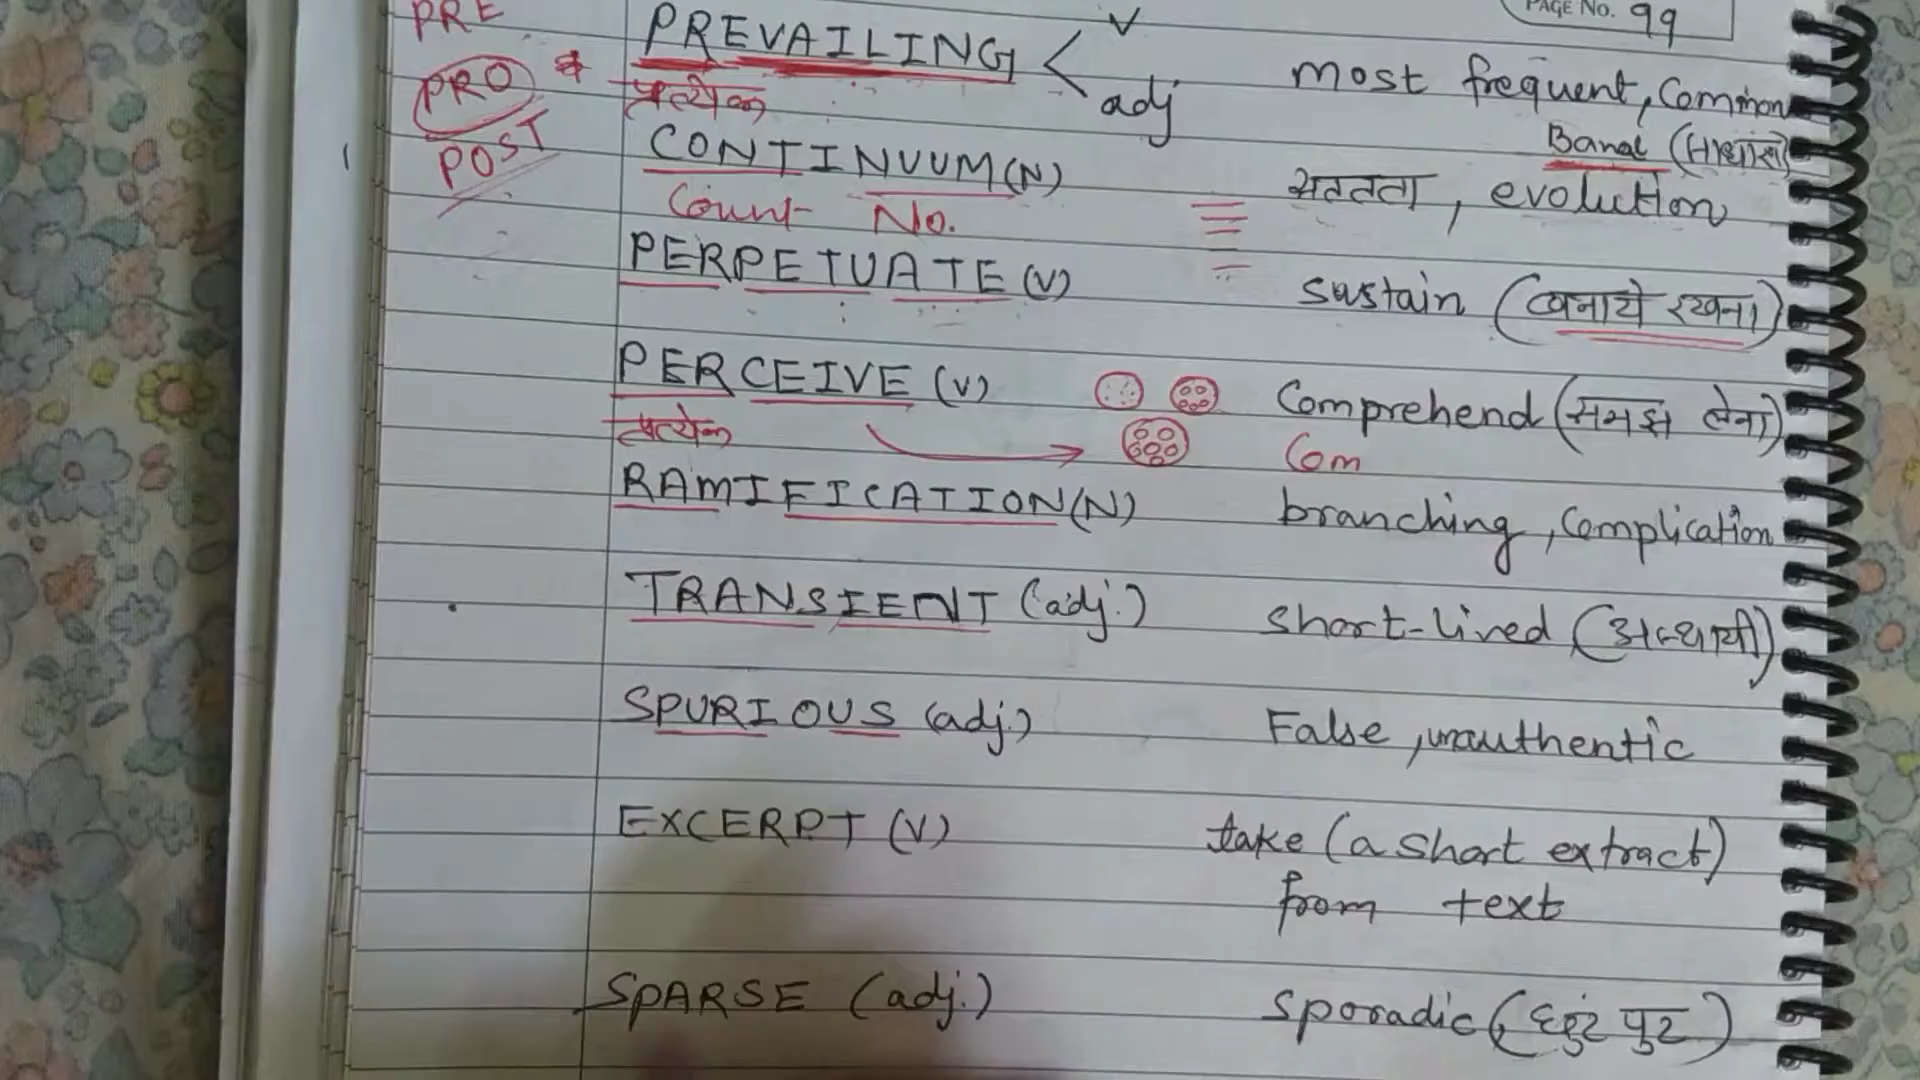 PAGE No. 99
PRE
PREVAILING < V adj most frequent, Common
PRO
प्रत्येक
Banal (साधारण)
POST
CONTINUUM (N) सततता, evolution
Count No.
PERPETUATE (V) sustain (बनाये रखना)
PERCEIVE (V) Comprehend (समझ लेना)
प्रत्येक Com
RAMIFICATION (N) branching, Complication
TRANSIENT (adj.) short-lived (अस्थायी)
SPURIOUS (adj.) False, unauthentic
EXCERPT (V) take (a short extract)
from text
SPARSE (adj.) sporadic